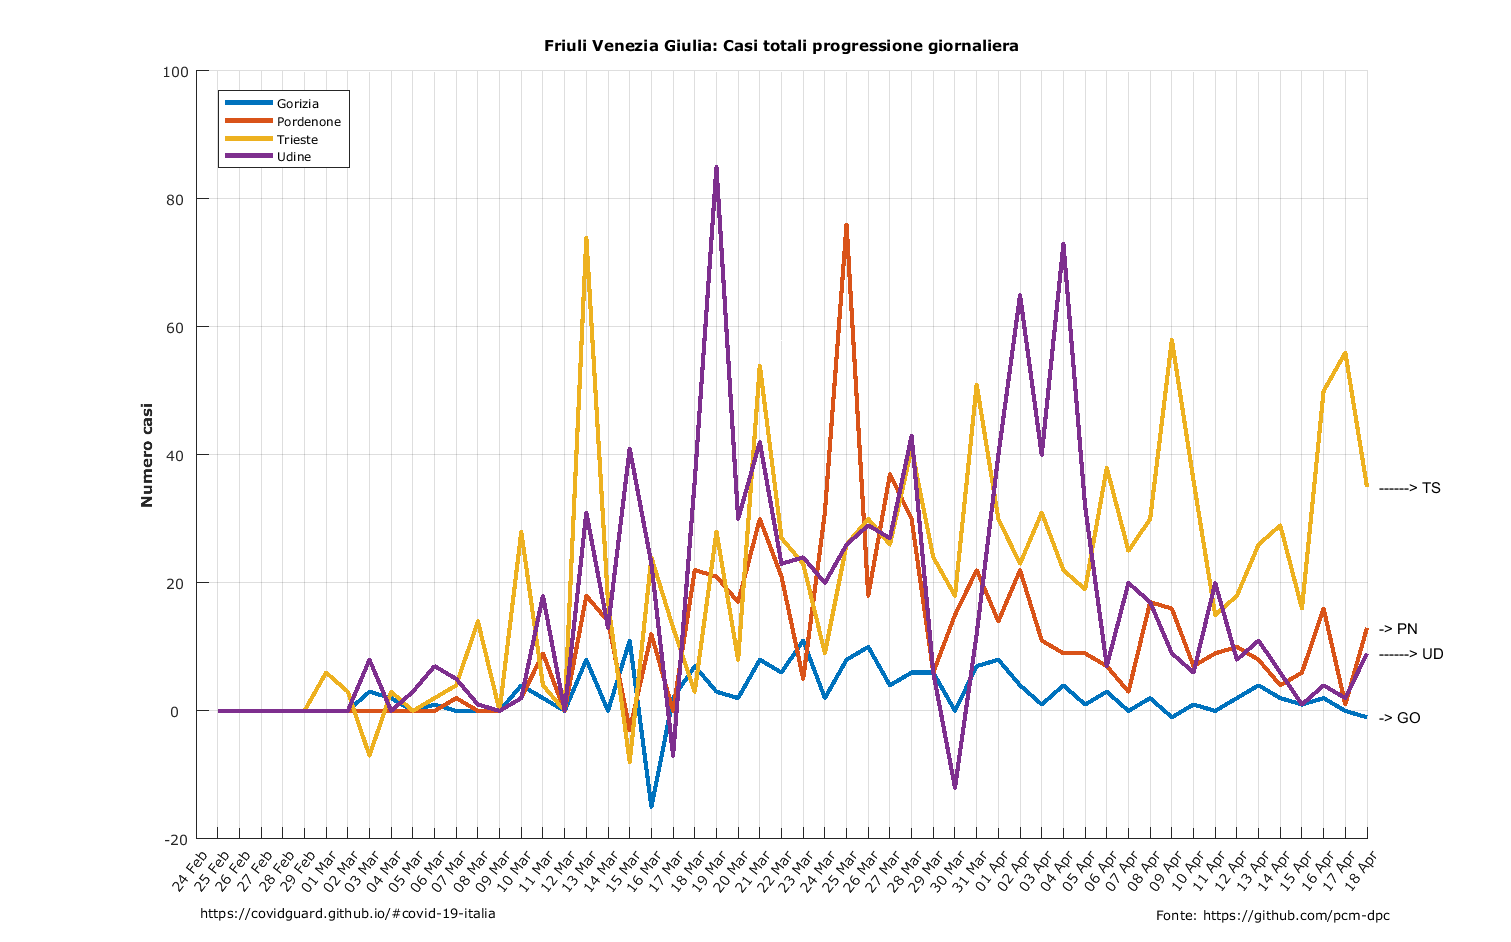 Friuli Venezia Giulia: Casi totali progressione giornaliera
100
80
60
40
20
0
-20
Numero casi
Gorizia
Pordenone
Trieste
Udine
------> TS
-> PN
------> UD
-> GO
24 Feb
25 Feb
26 Feb
27 Feb
28 Feb
29 Feb
01 Mar
02 Mar
03 Mar
04 Mar
05 Mar
06 Mar
07 Mar
08 Mar
09 Mar
10 Mar
11 Mar
12 Mar
13 Mar
14 Mar
15 Mar
16 Mar
17 Mar
18 Mar
19 Mar
20 Mar
21 Mar
22 Mar
23 Mar
24 Mar
25 Mar
26 Mar
27 Mar
28 Mar
29 Mar
30 Mar
31 Mar
01 Apr
02 Apr
03 Apr
04 Apr
05 Apr
06 Apr
07 Apr
08 Apr
09 Apr
10 Apr
11 Apr
12 Apr
13 Apr
14 Apr
15 Apr
16 Apr
17 Apr
18 Apr
https://covidguard.github.io/#covid-19-italia
Fonte: https://github.com/pcm-dpc